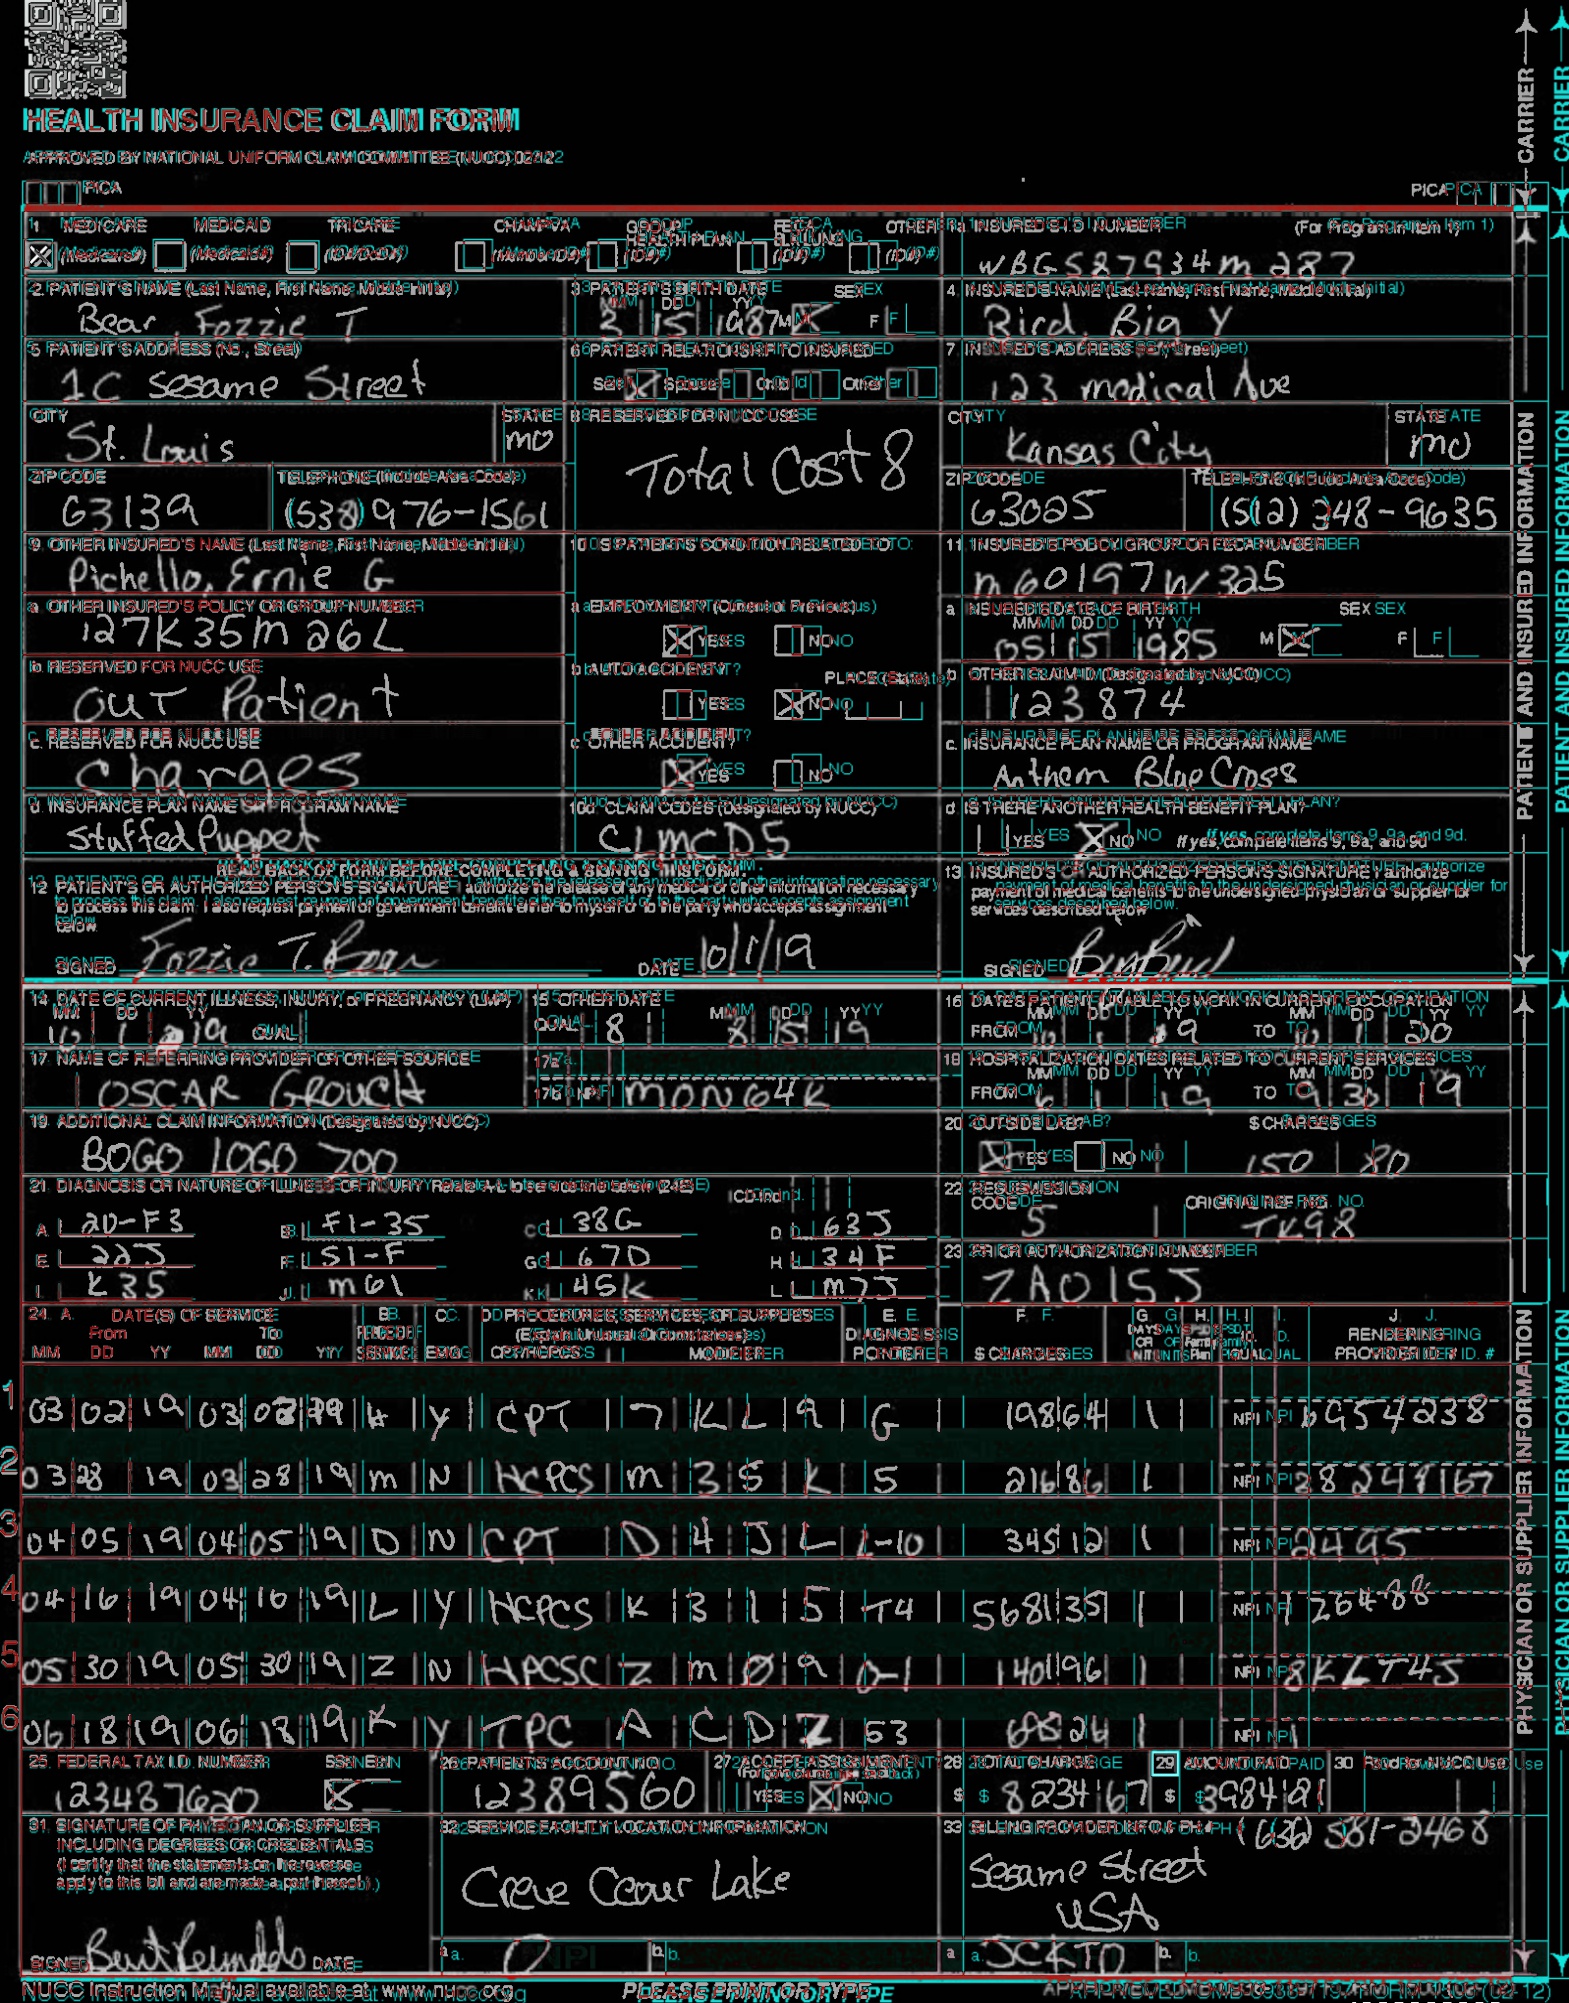 HEALTH INSURANCE CLAIM FORM
APPROVED BY NATIONAL UNIFORM CLAIM COMMITTEE (NUCC) 02/12
PICA PICA
CARRIER
1. MEDICARE MEDICAID TRICARE CHAMPVA GROUP HEALTH PLAN FECA BLK LUNG OTHER
(Medicare#) (Medicaid#) (ID#/DoD#) (Member ID#) (ID#) (ID#) (ID#)
1a. INSURED'S I.D. NUMBER (For Program in Item 1)
WBG587934m287
2. PATIENT'S NAME (Last Name, First Name, Middle Initial)
Bear, Fozzie T
3. PATIENT'S BIRTH DATE SEX
MM DD YY
3 15 1987 M F
4. INSURED'S NAME (Last Name, First Name, Middle Initial)
Bird, Big Y
5. PATIENT'S ADDRESS (No., Street)
1C Sesame Street
6. PATIENT RELATIONSHIP TO INSURED
Self Spouse Child Other
7. INSURED'S ADDRESS (No., Street)
123 medical Ave
CITY STATE
St. Louis mo
8. RESERVED FOR NUCC USE
Total Cost 8
CITY STATE
Kansas City mo
ZIP CODE TELEPHONE (Include Area Code)
63139 (538) 976-1561
ZIP CODE TELEPHONE (Include Area Code)
63025 (512) 348-9635
9. OTHER INSURED'S NAME (Last Name, First Name, Middle Initial)
Pichello, Ernie G
10. IS PATIENT'S CONDITION RELATED TO:
11. INSURED'S POLICY GROUP OR FECA NUMBER
m60197W325
a. OTHER INSURED'S POLICY OR GROUP NUMBER
127K35m26L
a. EMPLOYMENT? (Current or Previous)
YES NO
a. INSURED'S DATE OF BIRTH SEX
MM DD YY
05 15 1985 M F
b. RESERVED FOR NUCC USE
OUT Patient
b. AUTO ACCIDENT? PLACE (State)
YES NO
b. OTHER CLAIM ID (Designated by NUCC)
123874
c. RESERVED FOR NUCC USE
Charges
c. OTHER ACCIDENT?
YES NO
c. INSURANCE PLAN NAME OR PROGRAM NAME
Anthem Blue Cross
d. INSURANCE PLAN NAME OR PROGRAM NAME
Stuffed Puppet
10d. CLAIM CODES (Designated by NUCC)
CLMCD5
d. IS THERE ANOTHER HEALTH BENEFIT PLAN?
YES NO If yes, complete items 9, 9a, and 9d.
PATIENT AND INSURED INFORMATION
READ BACK OF FORM BEFORE COMPLETING & SIGNING THIS FORM.
12. PATIENT'S OR AUTHORIZED PERSON'S SIGNATURE I authorize the release of any medical or other information necessary
to process this claim. I also request payment of government benefits either to myself or to the party who accepts assignment
below.
SIGNED Fozzie T. Bear DATE 10/1/19
13. INSURED'S OR AUTHORIZED PERSON'S SIGNATURE I authorize
payment of medical benefits to the undersigned physician or supplier for
services described below.
SIGNED
14. DATE OF CURRENT ILLNESS, INJURY, or PREGNANCY (LMP)
MM DD YY
10 1 2019 QUAL.
15. OTHER DATE
QUAL. 8 MM DD YY
8 15 19
16. DATES PATIENT UNABLE TO WORK IN CURRENT OCCUPATION
MM DD YY MM DD YY
FROM 19 TO 1 20
17. NAME OF REFERRING PROVIDER OR OTHER SOURCE
OSCAR GROUCH
17a.
17b. NPI MONG4K
18. HOSPITALIZATION DATES RELATED TO CURRENT SERVICES
MM DD YY MM DD YY
FROM 6 1 19 TO 9 30 19
19. ADDITIONAL CLAIM INFORMATION (Designated by NUCC)
BOGO LOGO 700
20. OUTSIDE LAB? $ CHARGES
YES NO 150 80
21. DIAGNOSIS OR NATURE OF ILLNESS OR INJURY Relate A-L to service line below (24E) ICD Ind.
A. 20-F3 B. F1-35 C. 38G D. 63J
E. 22J F. S1-F G. 67D H. 34F
I. K35 J. m61 K. 45K L. m7J
22. RESUBMISSION CODE ORIGINAL REF. NO.
5 TK98
23. PRIOR AUTHORIZATION NUMBER
ZA015J
24. A. DATE(S) OF SERVICE B. C. D. PROCEDURES, SERVICES, OR SUPPLIES E. F. G. H. I. J.
From To PLACE OF (Explain Unusual Circumstances) DIAGNOSIS DAYS OR EPSDT Family ID. RENDERING
MM DD YY MM DD YY SERVICE EMG CPT/HCPCS MODIFIER POINTER $ CHARGES UNITS Plan QUAL. PROVIDER ID. #
1 03 02 19 03 19 Y CPT 7 K L 9 G 198 64 1 NPI 6954238
2 03 28 19 03 28 19 m N HCPCS m 3 5 K 5 216 86 1 NPI 28248167
3 04 05 19 04 05 19 D N CPT D 4 J L L-10 345 12 1 NPI 2495
4 04 16 19 04 16 19 L Y HCPCS K 3 1 5 T4 5681 35 1 NPI 126488
5 05 30 19 05 30 19 Z N HPCSC Z m Ø 9 O-1 1401 96 1 NPI 8KLT45
6 06 18 19 06 18 19 K Y TPC A C D Z 53 26 1 NPI
25. FEDERAL TAX I.D. NUMBER SSN EIN
123487620
26. PATIENT'S ACCOUNT NO.
12389560
27. ACCEPT ASSIGNMENT?
YES NO
28. TOTAL CHARGE
$ 8234 67
29. AMOUNT PAID
$ 3984 21
30. Rsvd for NUCC Use
31. SIGNATURE OF PHYSICIAN OR SUPPLIER
INCLUDING DEGREES OR CREDENTIALS
(I certify that the statements on the reverse
apply to this bill and are made a part thereof.)
SIGNED Burt Reynolds DATE
32. SERVICE FACILITY LOCATION INFORMATION
Creve Ceour Lake
a. NPI b.
33. BILLING PROVIDER INFO & PH # (636) 581-2468
Sesame Street
USA
a. JCKTD b.
PHYSICIAN OR SUPPLIER INFORMATION
NUCC Instruction Manual available at: www.nucc.org
PLEASE PRINT OR TYPE